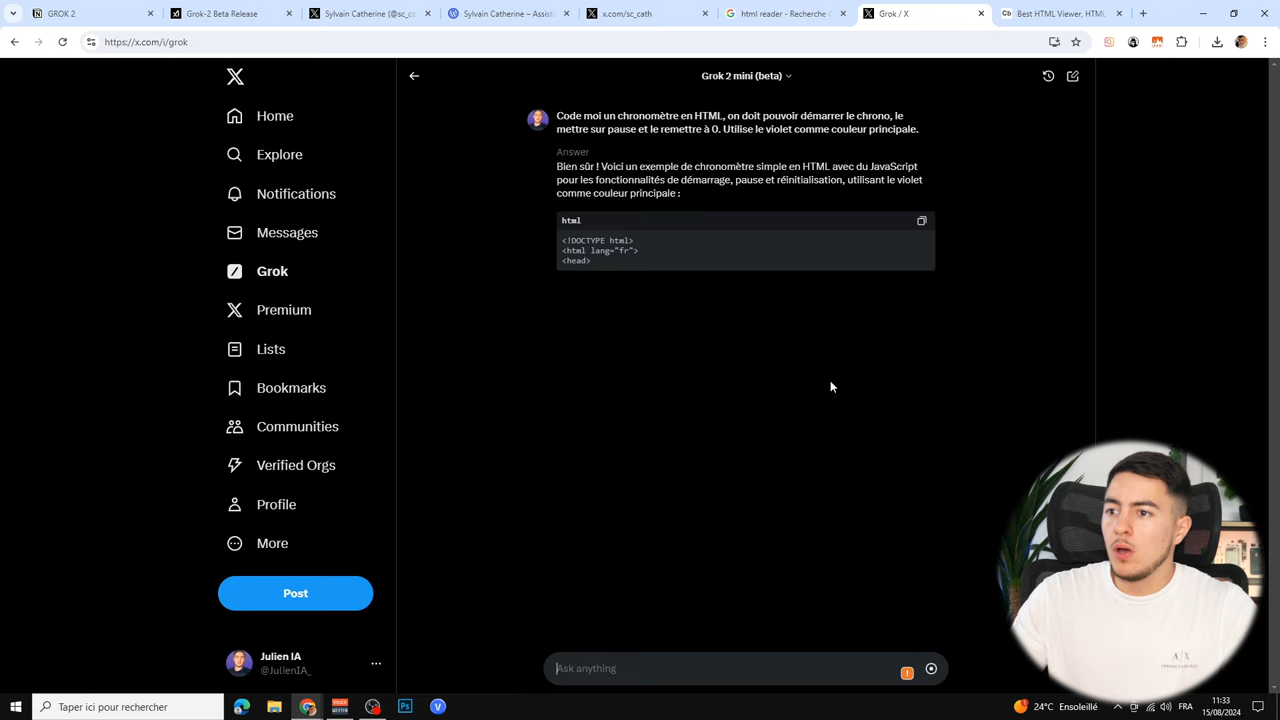 GROK 2
Grok-2 Beta Release
Sylvain Catherine (@sc_ca
Sylvain Catherine – Assist
x.com/sc_cath
html reader - Recherche G
Grok / X
Best HTML Viewer, HTML
https://x.com/i/grok
Home
Explore
Notifications
Messages
Grok
Premium
Lists
Bookmarks
Communities
Verified Orgs
Profile
More
Post
Julien IA
@JulienIA_
Grok 2 mini (beta)
Code moi un chronomètre en HTML, on doit pouvoir démarrer le chrono, le
mettre sur pause et le remettre à 0. Utilise le violet comme couleur principale.
Answer
Bien sûr ! Voici un exemple de chronomètre simple en HTML avec du JavaScript
pour les fonctionnalités de démarrage, pause et réinitialisation, utilisant le violet
comme couleur principale :
html
<!DOCTYPE html>
<html lang="fr">
<head>
Ask anything
A/X
Taper ici pour rechercher
Ps
V
24°C Ensoleillé
FRA
11:33
15/08/2024